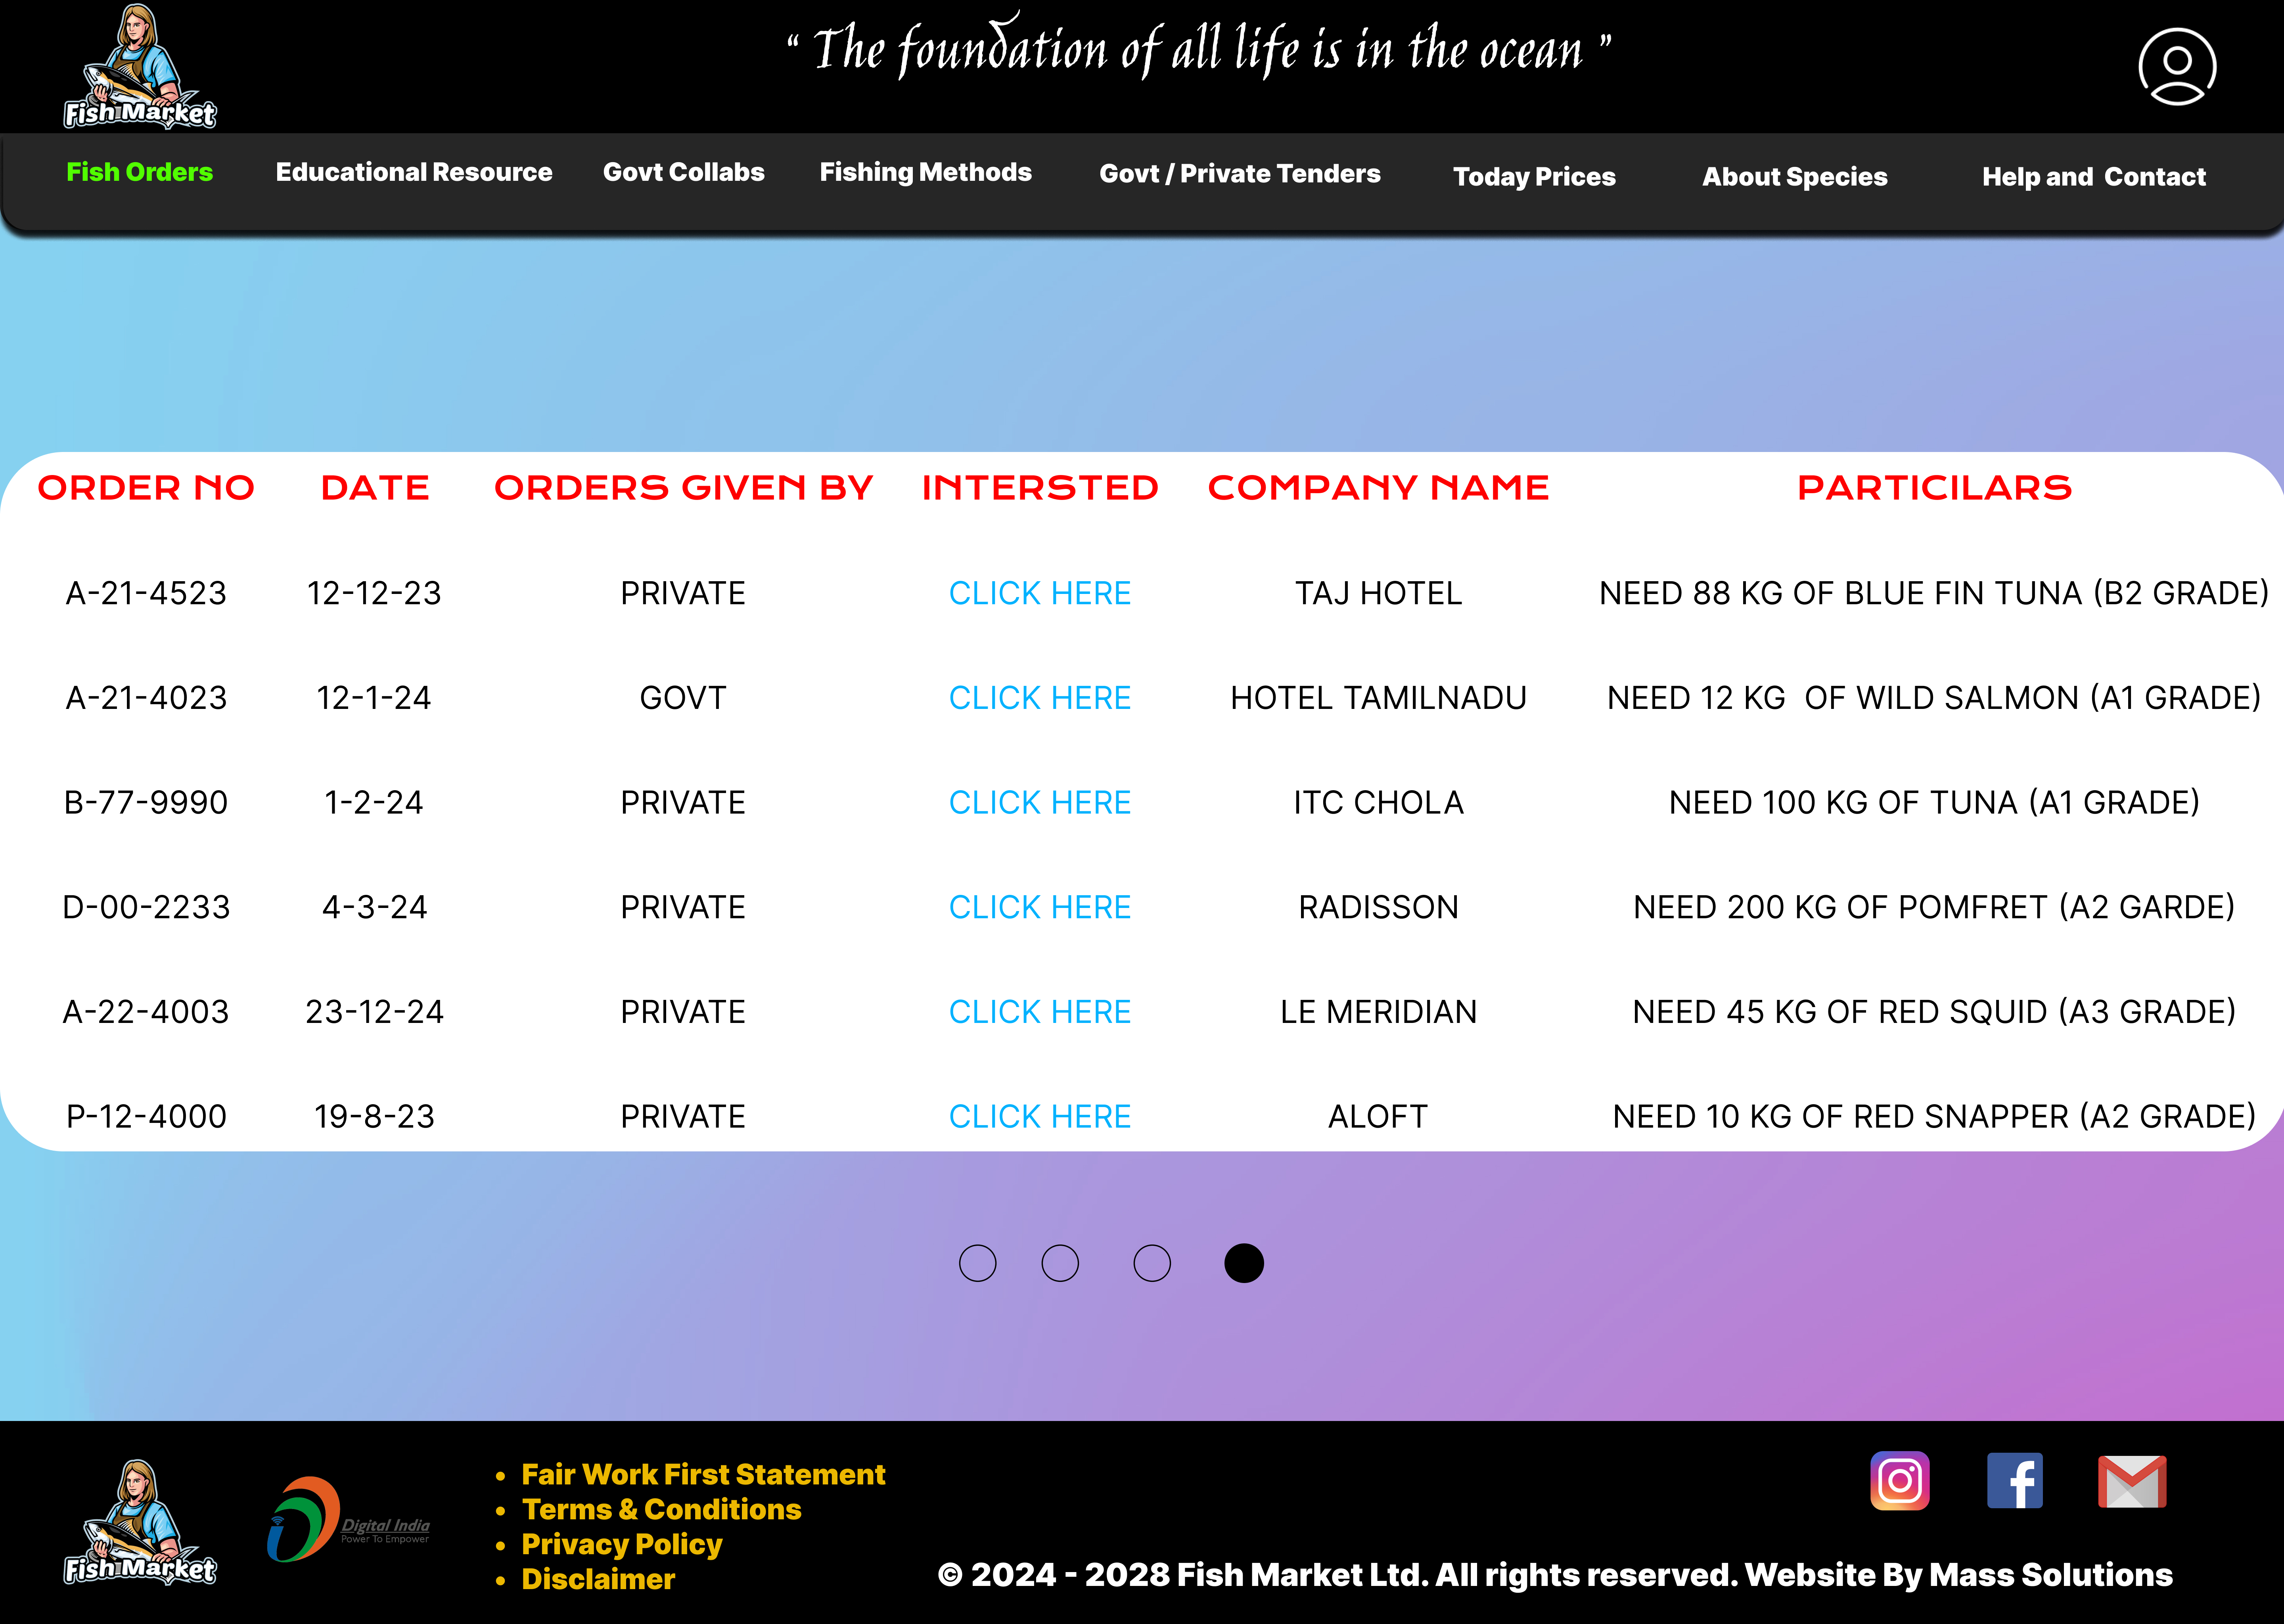 “ The foundation of all life is in the ocean ”
Fish Market
Fish Orders Educational Resource Govt Collabs Fishing Methods Govt / Private Tenders Today Prices About Species Help and Contact
ORDER NO DATE ORDERS GIVEN BY INTERSTED COMPANY NAME PARTICILARS
A-21-4523 12-12-23 PRIVATE CLICK HERE TAJ HOTEL NEED 88 KG OF BLUE FIN TUNA (B2 GRADE)
A-21-4023 12-1-24 GOVT CLICK HERE HOTEL TAMILNADU NEED 12 KG OF WILD SALMON (A1 GRADE)
B-77-9990 1-2-24 PRIVATE CLICK HERE ITC CHOLA NEED 100 KG OF TUNA (A1 GRADE)
D-00-2233 4-3-24 PRIVATE CLICK HERE RADISSON NEED 200 KG OF POMFRET (A2 GARDE)
A-22-4003 23-12-24 PRIVATE CLICK HERE LE MERIDIAN NEED 45 KG OF RED SQUID (A3 GRADE)
P-12-4000 19-8-23 PRIVATE CLICK HERE ALOFT NEED 10 KG OF RED SNAPPER (A2 GRADE)
Fish Market
Digital India
Power To Empower
• Fair Work First Statement
• Terms & Conditions
• Privacy Policy
• Disclaimer
© 2024 - 2028 Fish Market Ltd. All rights reserved. Website By Mass Solutions